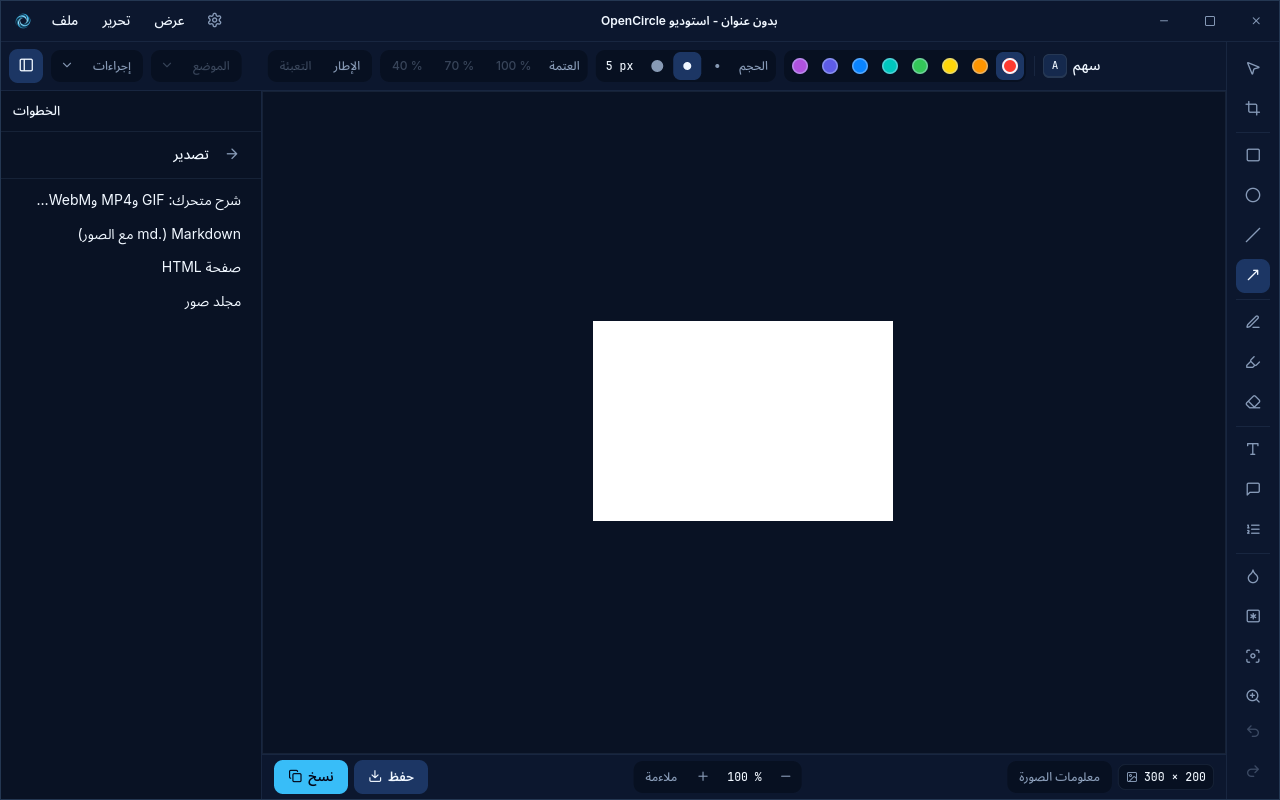 ملف
تحرير
عرض
بدون عنوان - استوديو OpenCircle
سهم
A
الحجم
5 px
العتمة
100 %
70 %
40 %
الإطار
التعبئة
الموضع
إجراءات
الخطوات
تصدير
شرح متحرك: GIF وMP4 وWebM...
Markdown (.md مع الصور)
صفحة HTML
مجلد صور
300 × 200
معلومات الصورة
100 %
ملاءمة
حفظ
نسخ